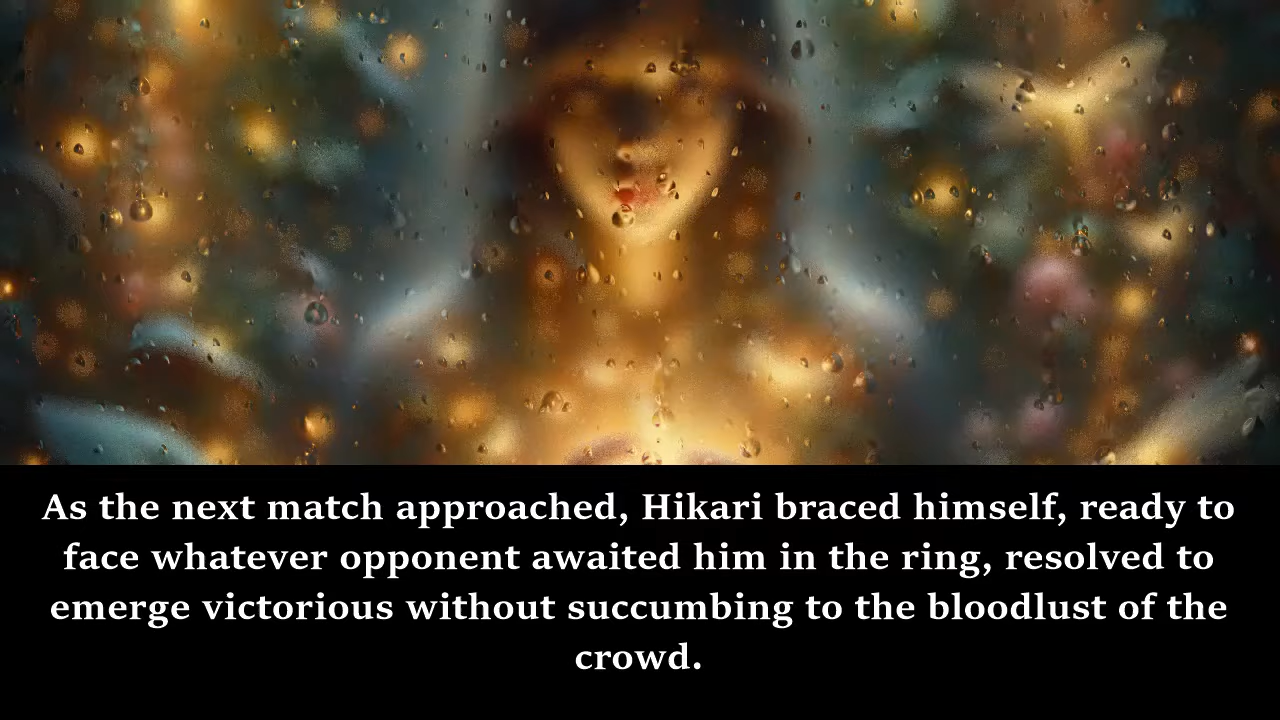 As the next match approached, Hikari braced himself, ready to
face whatever opponent awaited him in the ring, resolved to
emerge victorious without succumbing to the bloodlust of the
crowd.